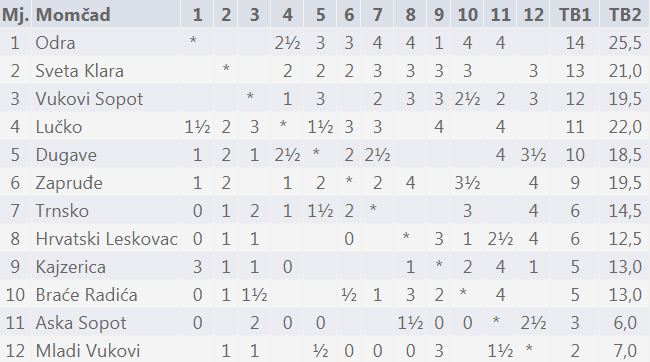 Mj. Momčad 1 2 3 4 5 6 7 8 9 10 11 12 TB1 TB2
1 Odra * 2½ 3 3 4 4 1 4 4 14 25,5
2 Sveta Klara * 2 2 2 3 3 3 3 3 13 21,0
3 Vukovi Sopot * 1 3 2 3 3 2½ 2 3 12 19,5
4 Lučko 1½ 2 3 * 1½ 3 3 4 4 11 22,0
5 Dugave 1 2 1 2½ * 2 2½ 4 3½ 10 18,5
6 Zapruđe 1 2 1 2 * 2 4 3½ 4 9 19,5
7 Trnsko 0 1 2 1 1½ 2 * 3 4 6 14,5
8 Hrvatski Leskovac 0 1 1 0 * 3 1 2½ 4 6 12,5
9 Kajzerica 3 1 1 0 1 * 2 4 1 5 13,0
10 Braće Radića 0 1 1½ ½ 1 3 2 * 4 5 13,0
11 Aska Sopot 0 2 0 0 1½ 0 0 * 2½ 3 6,0
12 Mladi Vukovi 1 1 ½ 0 0 0 3 1½ * 2 7,0